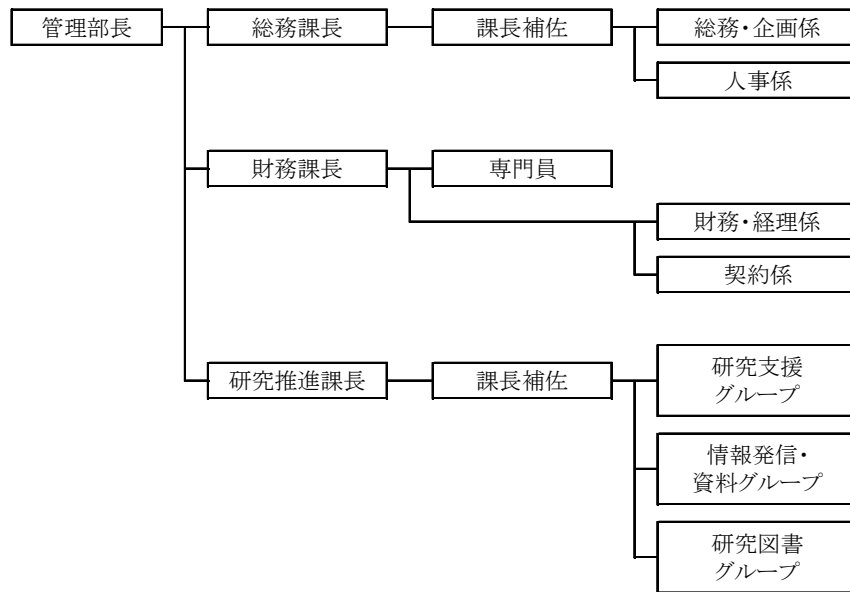 管理部長
総務課長
課長補佐
総務・企画係
人事係
財務課長
専門員
財務・経理係
契約係
研究推進課長
課長補佐
研究支援
グループ
情報発信・
資料グループ
研究図書
グループ